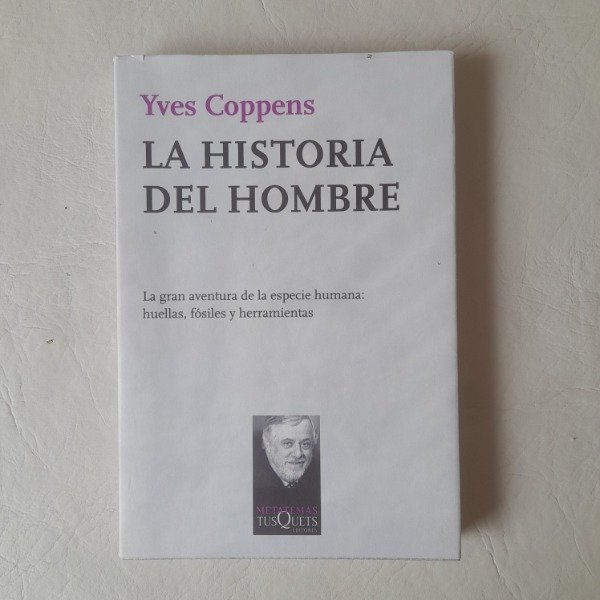 Yves Coppens
LA HISTORIA
DEL HOMBRE
La gran aventura de la especie humana:
huellas, fósiles y herramientas
METATEMAS
TUSQUETS
EDITORES